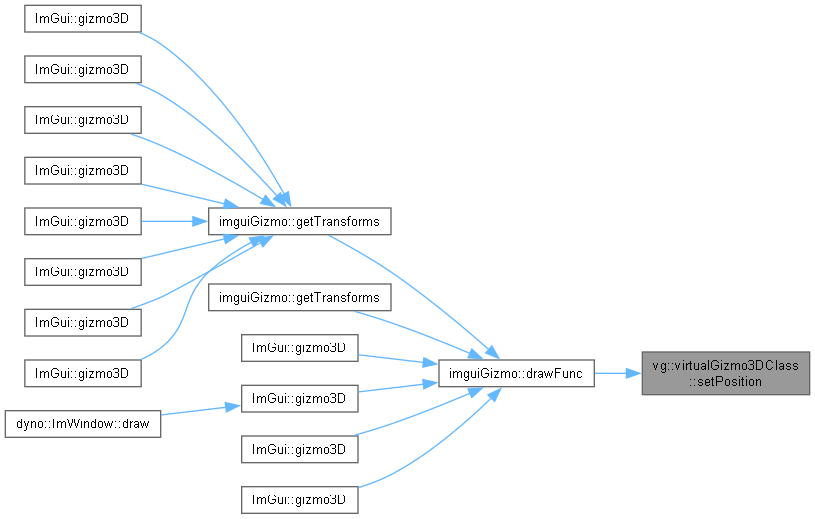 ImGui::gizmo3D
ImGui::gizmo3D
ImGui::gizmo3D
ImGui::gizmo3D
ImGui::gizmo3D
ImGui::gizmo3D
ImGui::gizmo3D
ImGui::gizmo3D
imguiGizmo::getTransforms
imguiGizmo::getTransforms
ImGui::gizmo3D
ImGui::gizmo3D
ImGui::gizmo3D
ImGui::gizmo3D
dyno::ImWindow::draw
imguiGizmo::drawFunc
vg::virtualGizmo3DClass
::setPosition